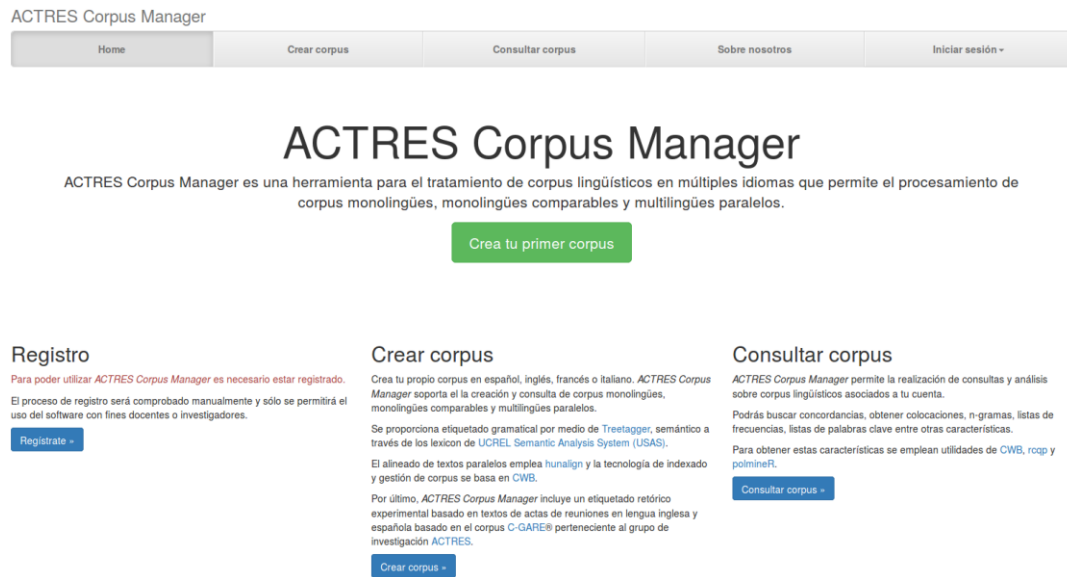 ACTRES Corpus Manager
Home
Crear corpus
Consultar corpus
Sobre nosotros
Iniciar sesión
ACTRES Corpus Manager
ACTRES Corpus Manager es una herramienta para el tratamiento de corpus lingüísticos en múltiples idiomas que permite el procesamiento de
corpus monolingües, monolingües comparables y multilingües paralelos.
Crea tu primer corpus
Registro
Para poder utilizar ACTRES Corpus Manager es necesario estar registrado.
El proceso de registro será comprobado manualmente y sólo se permitirá el
uso del software con fines docentes o investigadores.
Regístrate »
Crear corpus
Crea tu propio corpus en español, inglés, francés o italiano. ACTRES Corpus
Manager soporta el la creación y consulta de corpus monolingües,
monolingües comparables y multilingües paralelos.
Se proporciona etiquetado gramatical por medio de Treetagger, semántico a
través de los lexicon de UCREL Semantic Analysis System (USAS).
El alineado de textos paralelos emplea hunalign y la tecnología de indexado
y gestión de corpus se basa en CWB.
Por último, ACTRES Corpus Manager incluye un etiquetado retórico
experimental basado en textos de actas de reuniones en lengua inglesa y
española basado en el corpus C-GARE® perteneciente al grupo de
investigación ACTRES.
Crear corpus »
Consultar corpus
ACTRES Corpus Manager permite la realización de consultas y análisis
sobre corpus lingüísticos asociados a tu cuenta.
Podrás buscar concordancias, obtener colocaciones, n-gramas, listas de
frecuencias, listas de palabras clave entre otras características.
Para obtener estas características se emplean utilidades de CWB, rcqp y
polmineR.
Consultar corpus »